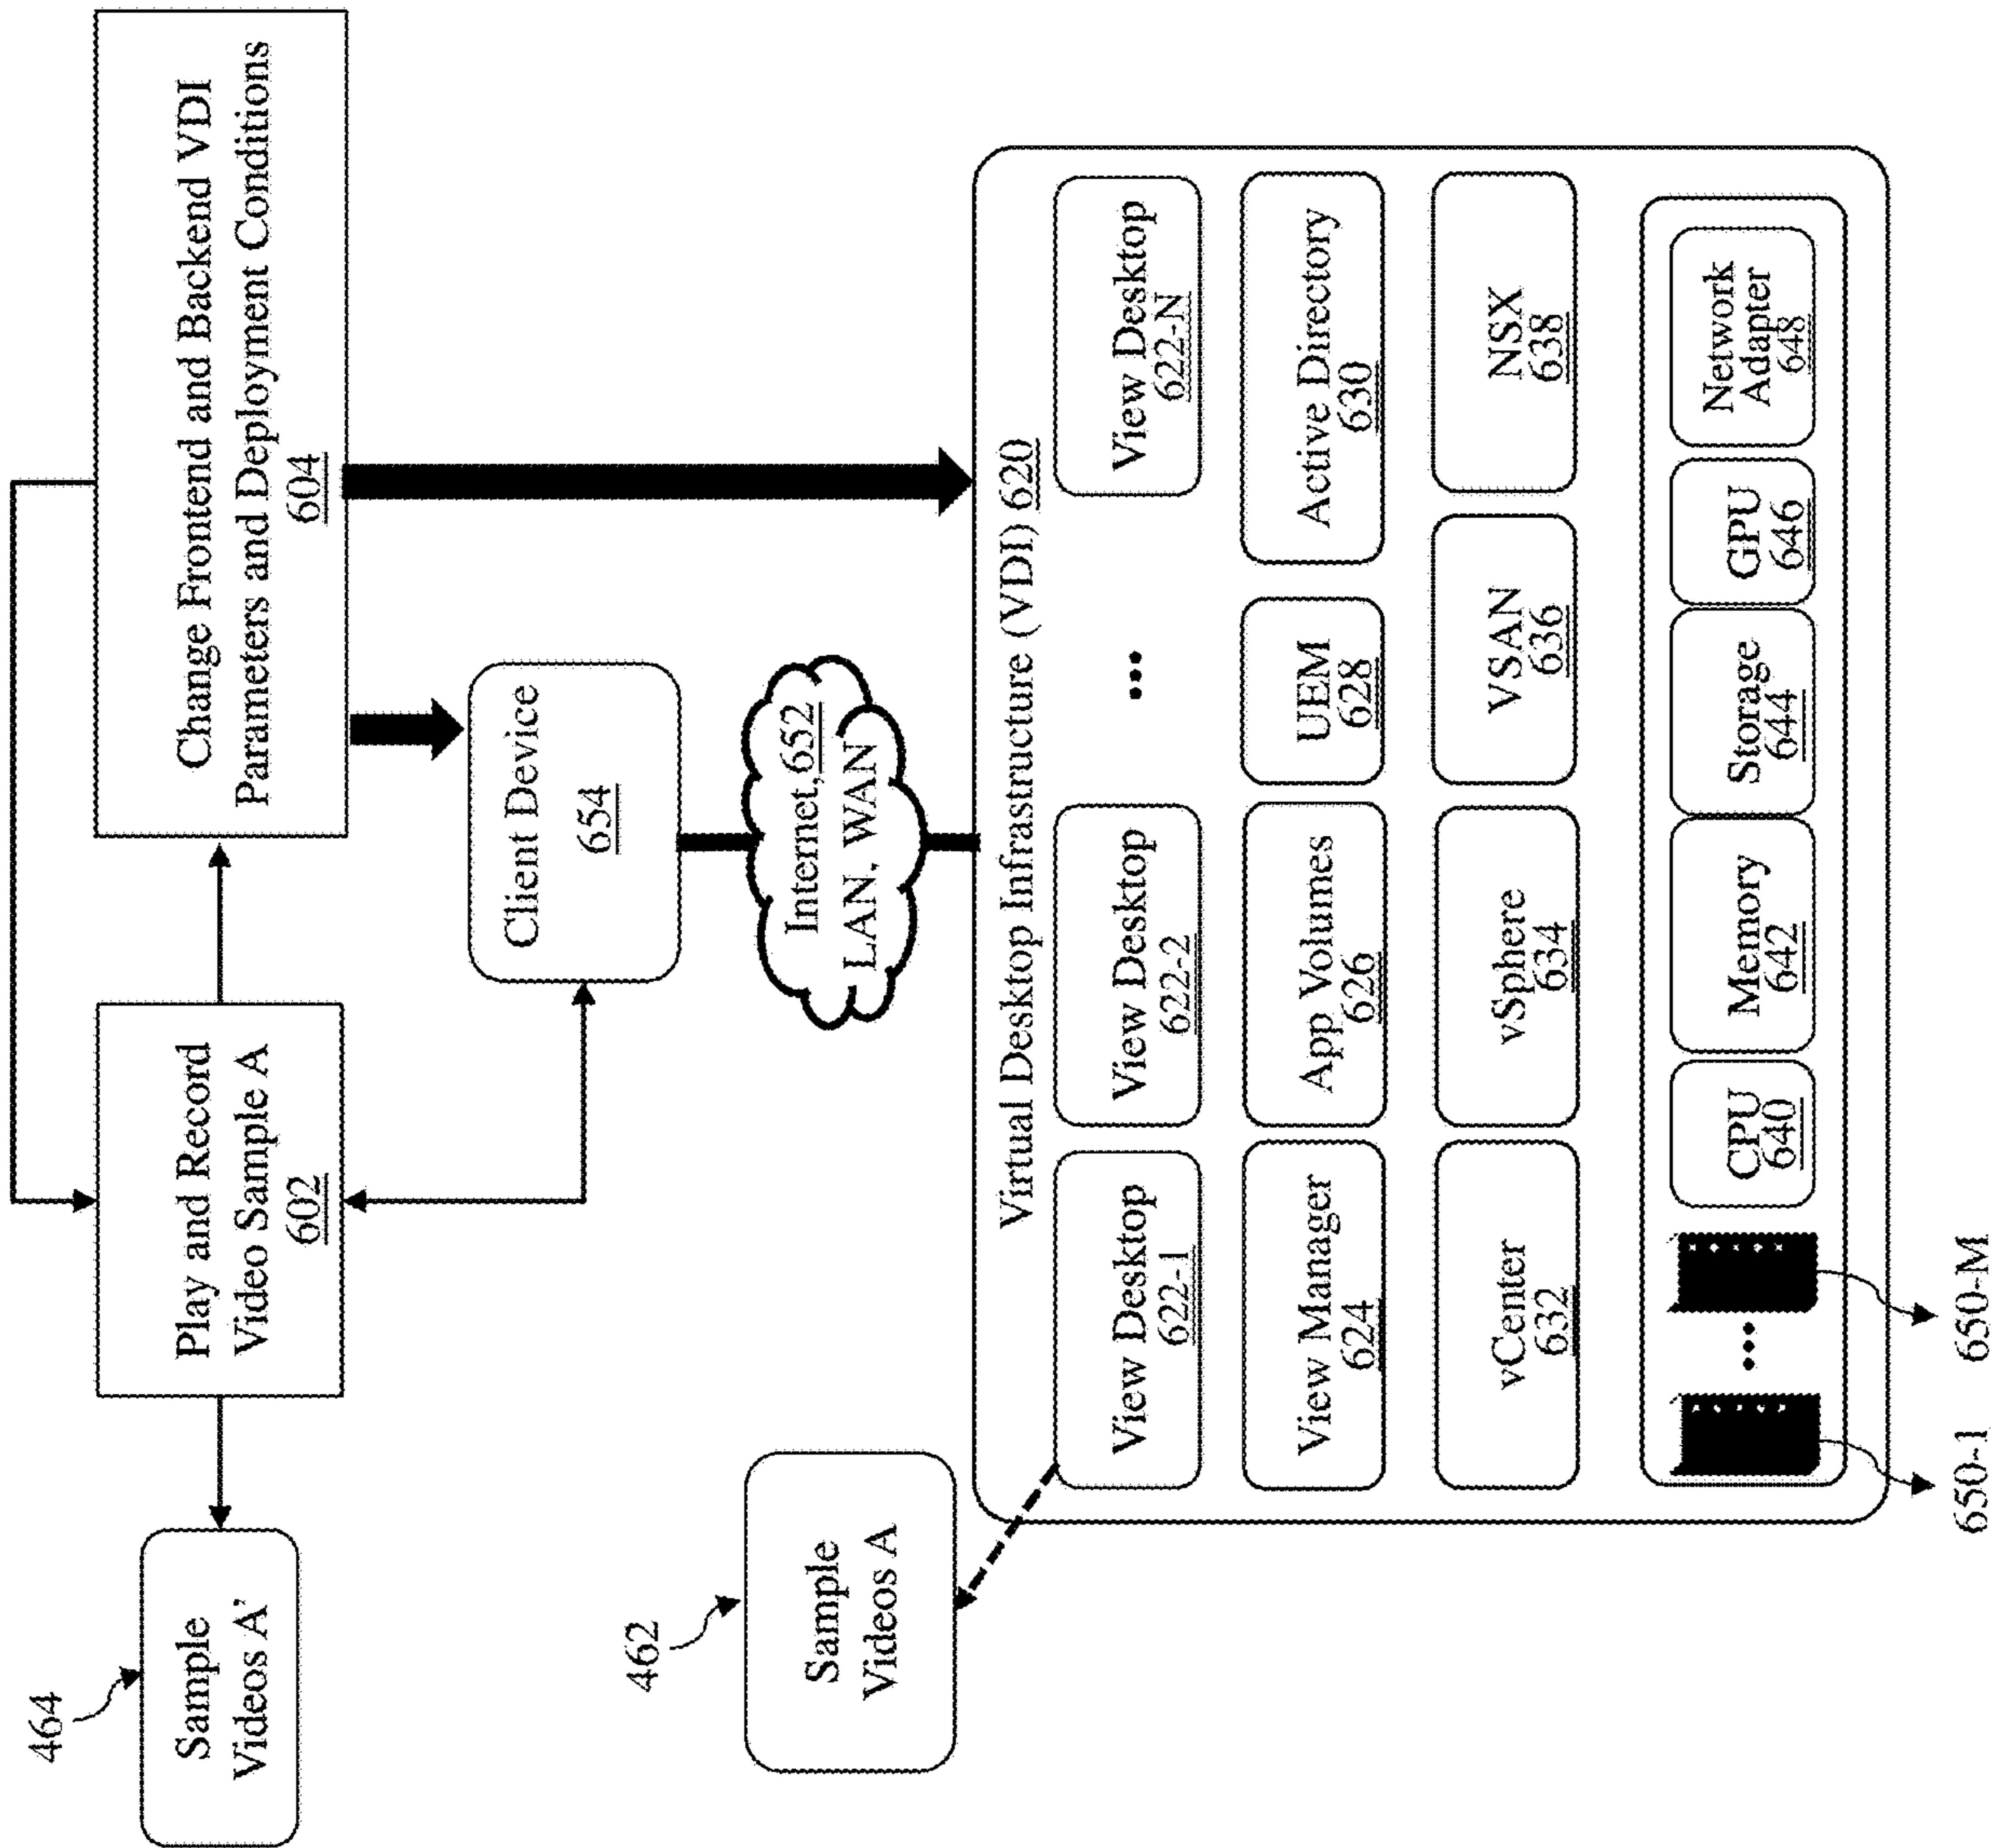 464
Sample
Videos A'
Play and Record
Video Sample A
602
Change Frontend and Backend VDI
Parameters and Deployment Conditions
604
Client Device
654
Internet, 652
LAN, WAN
462
Sample
Videos A
Virtual Desktop Infrastructure (VDI) 620
View Desktop
622-1
View Desktop
622-2
...
View Desktop
622-N
View Manager
624
App Volumes
626
UEM
628
Active Directory
630
vCenter
632
vSphere
634
VSAN
636
NSX
638
...
CPU
640
Memory
642
Storage
644
GPU
646
Network
Adapter
648
650-1
650-M